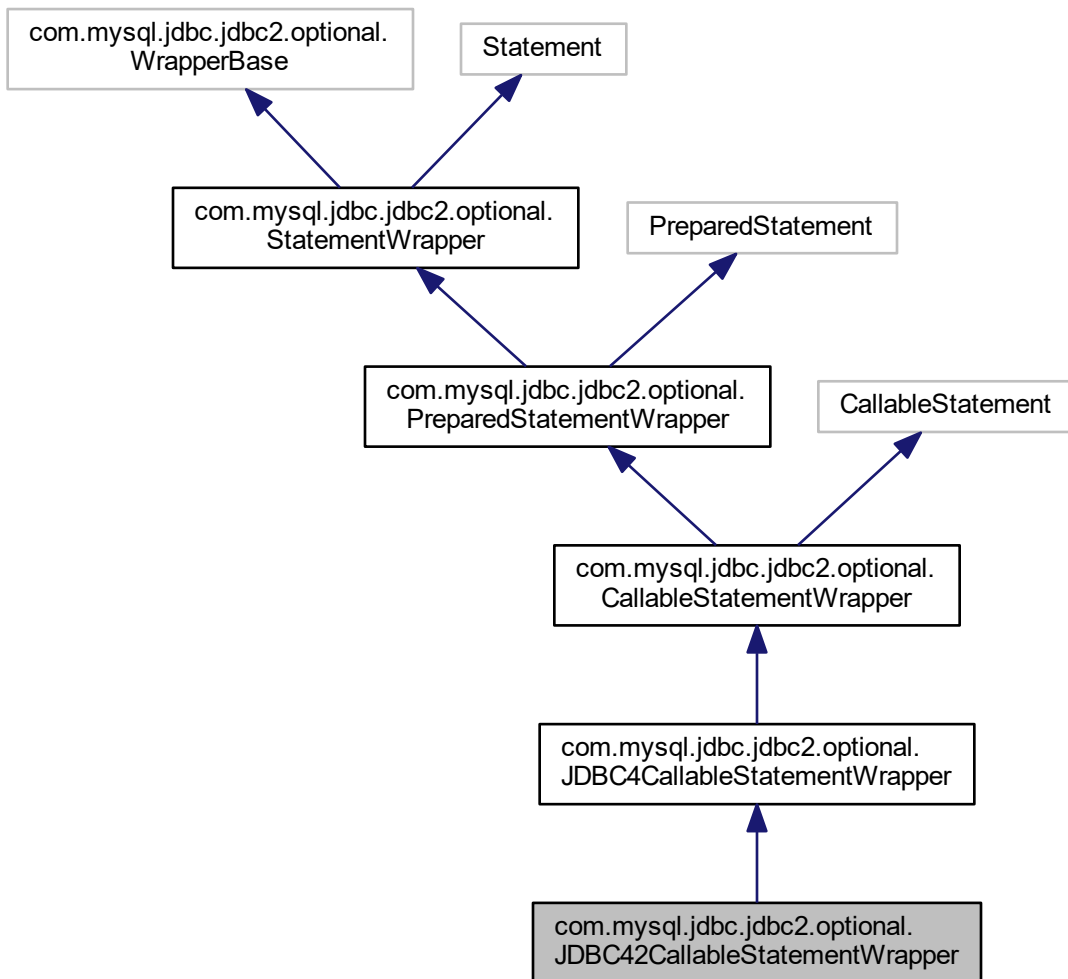 com.mysql.jdbc.jdbc2.optional.
WrapperBase
Statement
com.mysql.jdbc.jdbc2.optional.
StatementWrapper
PreparedStatement
com.mysql.jdbc.jdbc2.optional.
PreparedStatementWrapper
CallableStatement
com.mysql.jdbc.jdbc2.optional.
CallableStatementWrapper
com.mysql.jdbc.jdbc2.optional.
JDBC4CallableStatementWrapper
com.mysql.jdbc.jdbc2.optional.
JDBC42CallableStatementWrapper